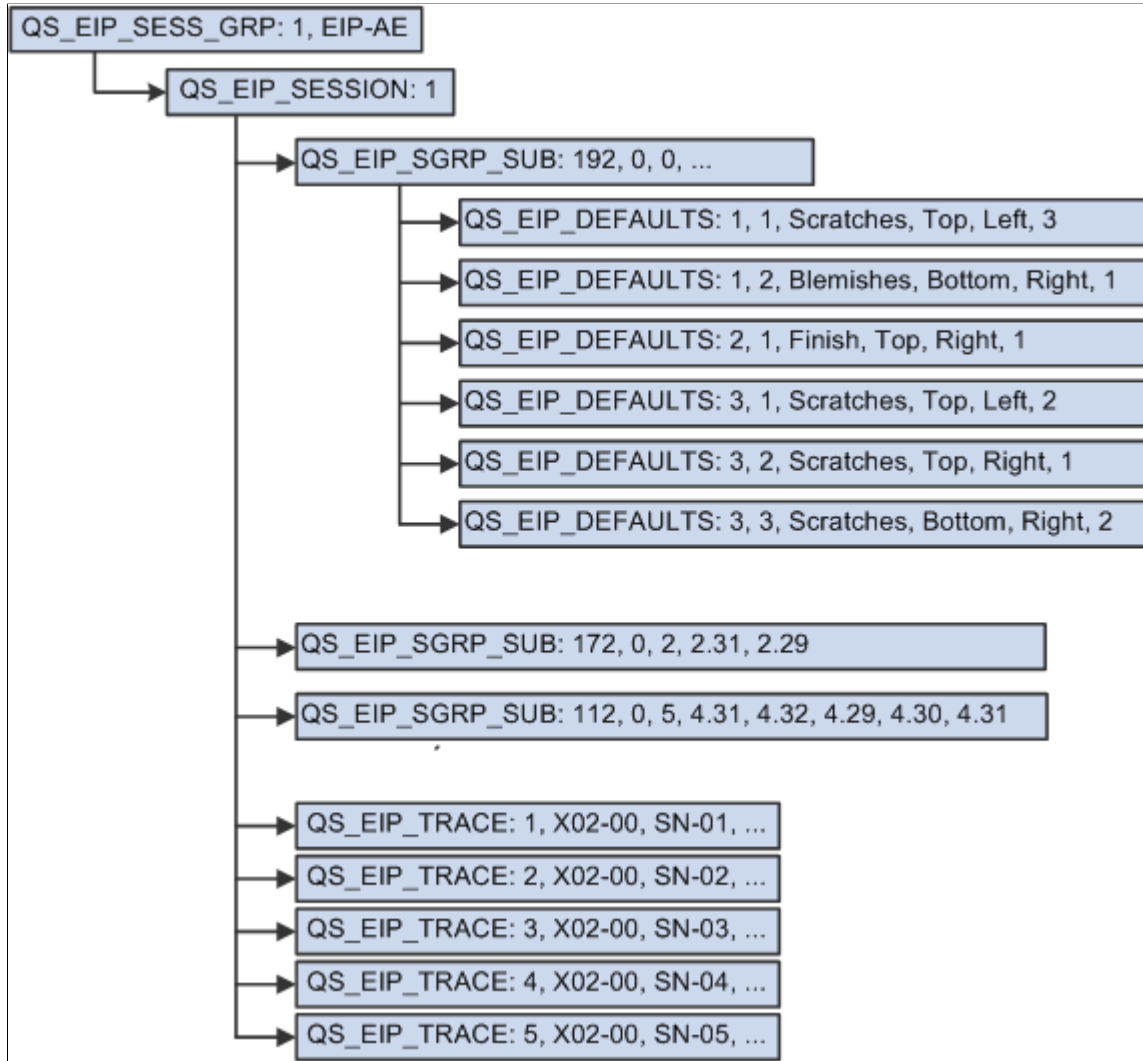 QS_EIP_SESS_GRP: 1, EIP-AE
QS_EIP_SESSION: 1
QS_EIP_SGRP_SUB: 192, 0, 0, ...
QS_EIP_DEFAULTS: 1, 1, Scratches, Top, Left, 3
QS_EIP_DEFAULTS: 1, 2, Blemishes, Bottom, Right, 1
QS_EIP_DEFAULTS: 2, 1, Finish, Top, Right, 1
QS_EIP_DEFAULTS: 3, 1, Scratches, Top, Left, 2
QS_EIP_DEFAULTS: 3, 2, Scratches, Top, Right, 1
QS_EIP_DEFAULTS: 3, 3, Scratches, Bottom, Right, 2
QS_EIP_SGRP_SUB: 172, 0, 2, 2.31, 2.29
QS_EIP_SGRP_SUB: 112, 0, 5, 4.31, 4.32, 4.29, 4.30, 4.31
QS_EIP_TRACE: 1, X02-00, SN-01, ...
QS_EIP_TRACE: 2, X02-00, SN-02, ...
QS_EIP_TRACE: 3, X02-00, SN-03, ...
QS_EIP_TRACE: 4, X02-00, SN-04, ...
QS_EIP_TRACE: 5, X02-00, SN-05, ...